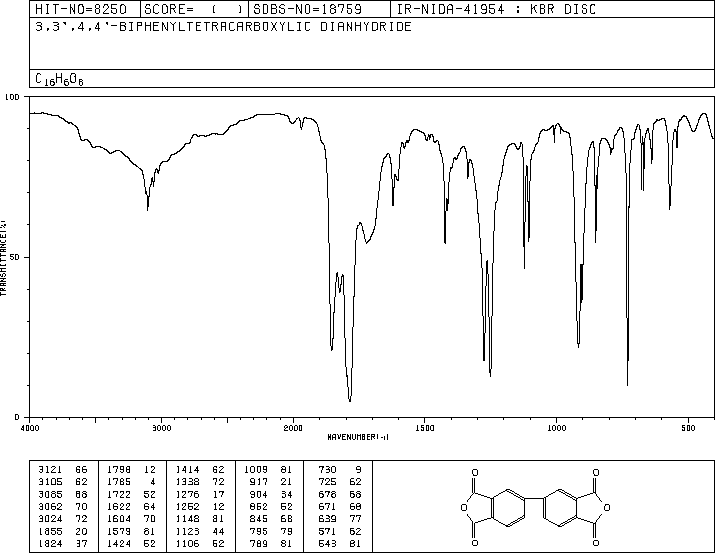 HIT-NO=8250 SCORE= ( ) SDBS-NO=18759 IR-NIDA-41954 : KBR DISC
3,3',4,4'-BIPHENYLTETRACARBOXYLIC DIANHYDRIDE
C16H6O6
100
TRANSMITTANCE(%)
50
0
4000 3000 2000 1500 1000 500
WAVENUMBER(-1)
3121 66 1798 12 1414 62 1009 81 730 9
3105 62 1785 4 1338 72 917 21 725 62
3085 68 1722 52 1276 17 904 34 678 68
3062 70 1622 64 1252 12 852 52 671 68
3024 72 1604 70 1148 81 845 68 639 77
1855 20 1579 81 1123 44 795 79 571 62
1824 37 1424 52 1106 52 789 81 543 81
O O
O O
O O